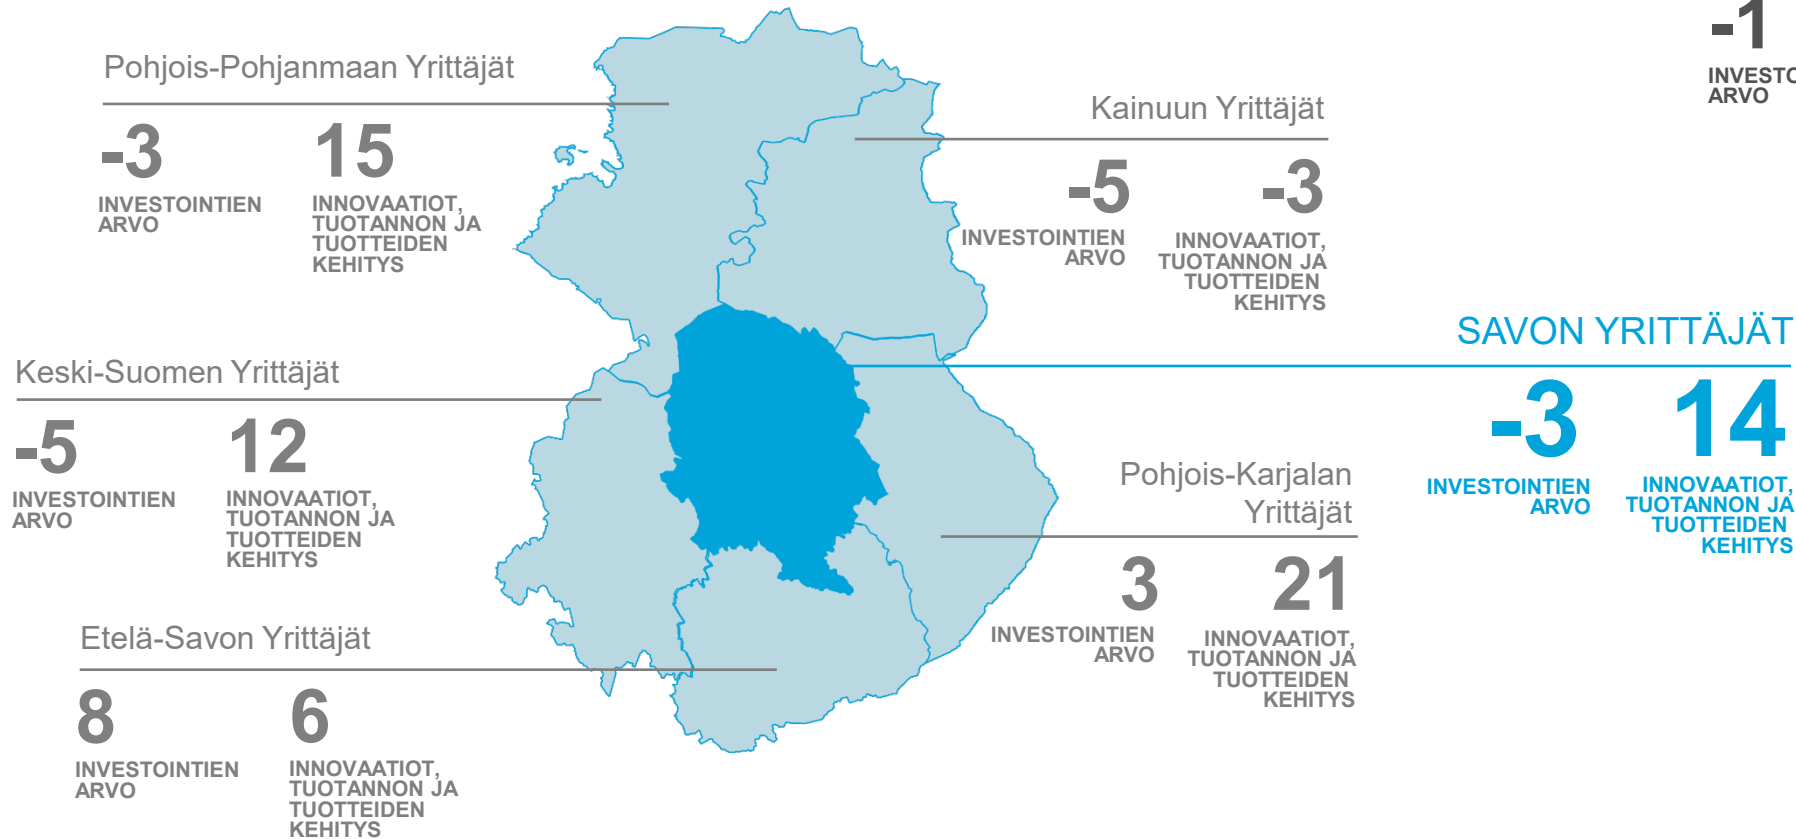 Pohjois-Pohjanmaan Yrittäjät
-3
INVESTOINTIEN
ARVO
15
INNOVAATIOT,
TUOTANNON JA
TUOTTEIDEN
KEHITYS
Kainuun Yrittäjät
-5
INVESTOINTIEN
ARVO
-3
INNOVAATIOT,
TUOTANNON JA
TUOTTEIDEN
KEHITYS
-1
ARVO
SAVON YRITTÄJÄT
-3
INVESTOINTIEN
ARVO
14
INNOVAATIOT,
TUOTANNON JA
TUOTTEIDEN
KEHITYS
Keski-Suomen Yrittäjät
-5
INVESTOINTIEN
ARVO
12
INNOVAATIOT,
TUOTANNON JA
TUOTTEIDEN
KEHITYS
Pohjois-Karjalan
Yrittäjät
3
INVESTOINTIEN
ARVO
21
INNOVAATIOT,
TUOTANNON JA
TUOTTEIDEN
KEHITYS
Etelä-Savon Yrittäjät
8
INVESTOINTIEN
ARVO
6
INNOVAATIOT,
TUOTANNON JA
TUOTTEIDEN
KEHITYS